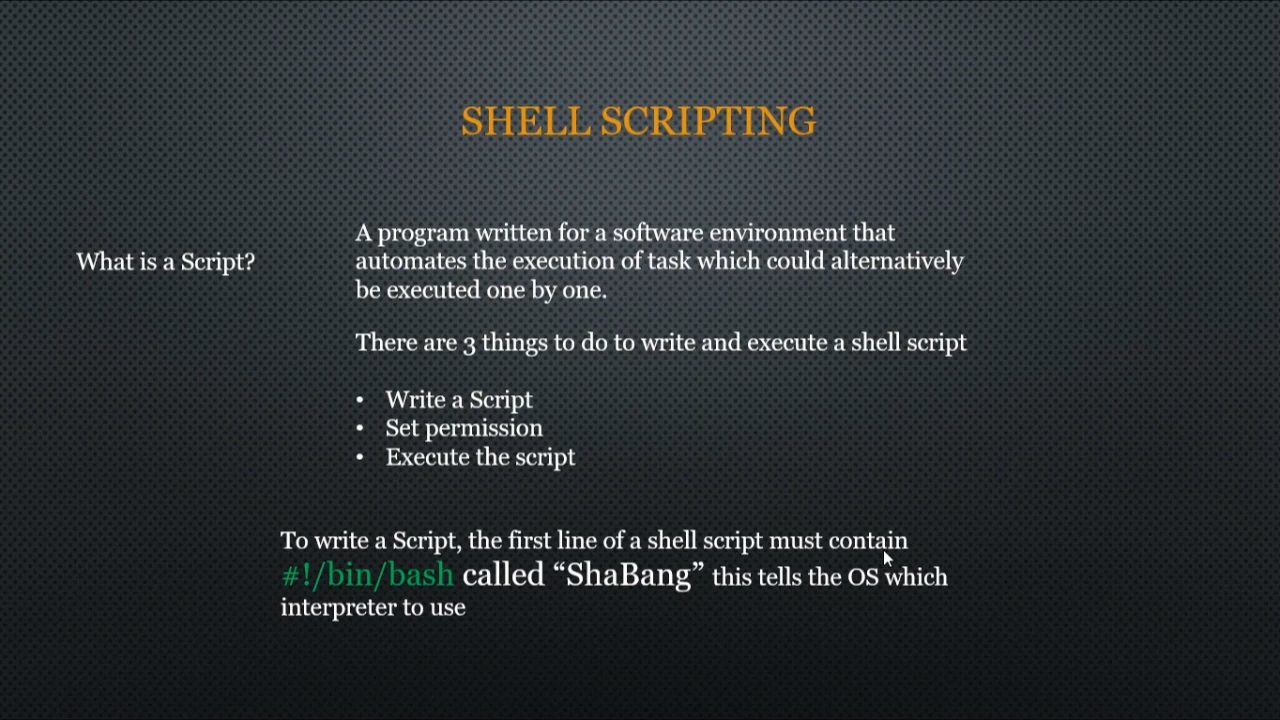 SHELL SCRIPTING
What is a Script?
A program written for a software environment that
automates the execution of task which could alternatively
be executed one by one.
There are 3 things to do to write and execute a shell script
• Write a Script
• Set permission
• Execute the script
To write a Script, the first line of a shell script must contain
#!/bin/bash called “ShaBang” this tells the OS which
interpreter to use